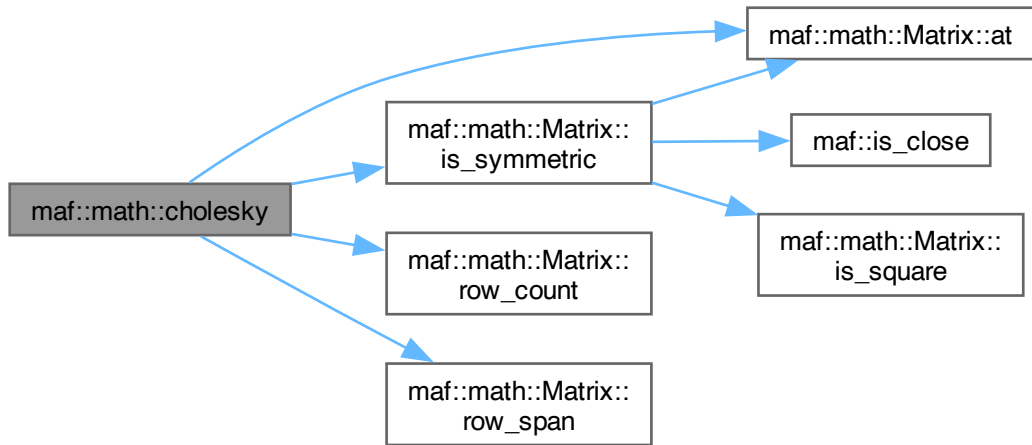 maf::math::cholesky
maf::math::Matrix::
is_symmetric
maf::math::Matrix::
row_count
maf::math::Matrix::
row_span
maf::math::Matrix::at
maf::is_close
maf::math::Matrix::
is_square